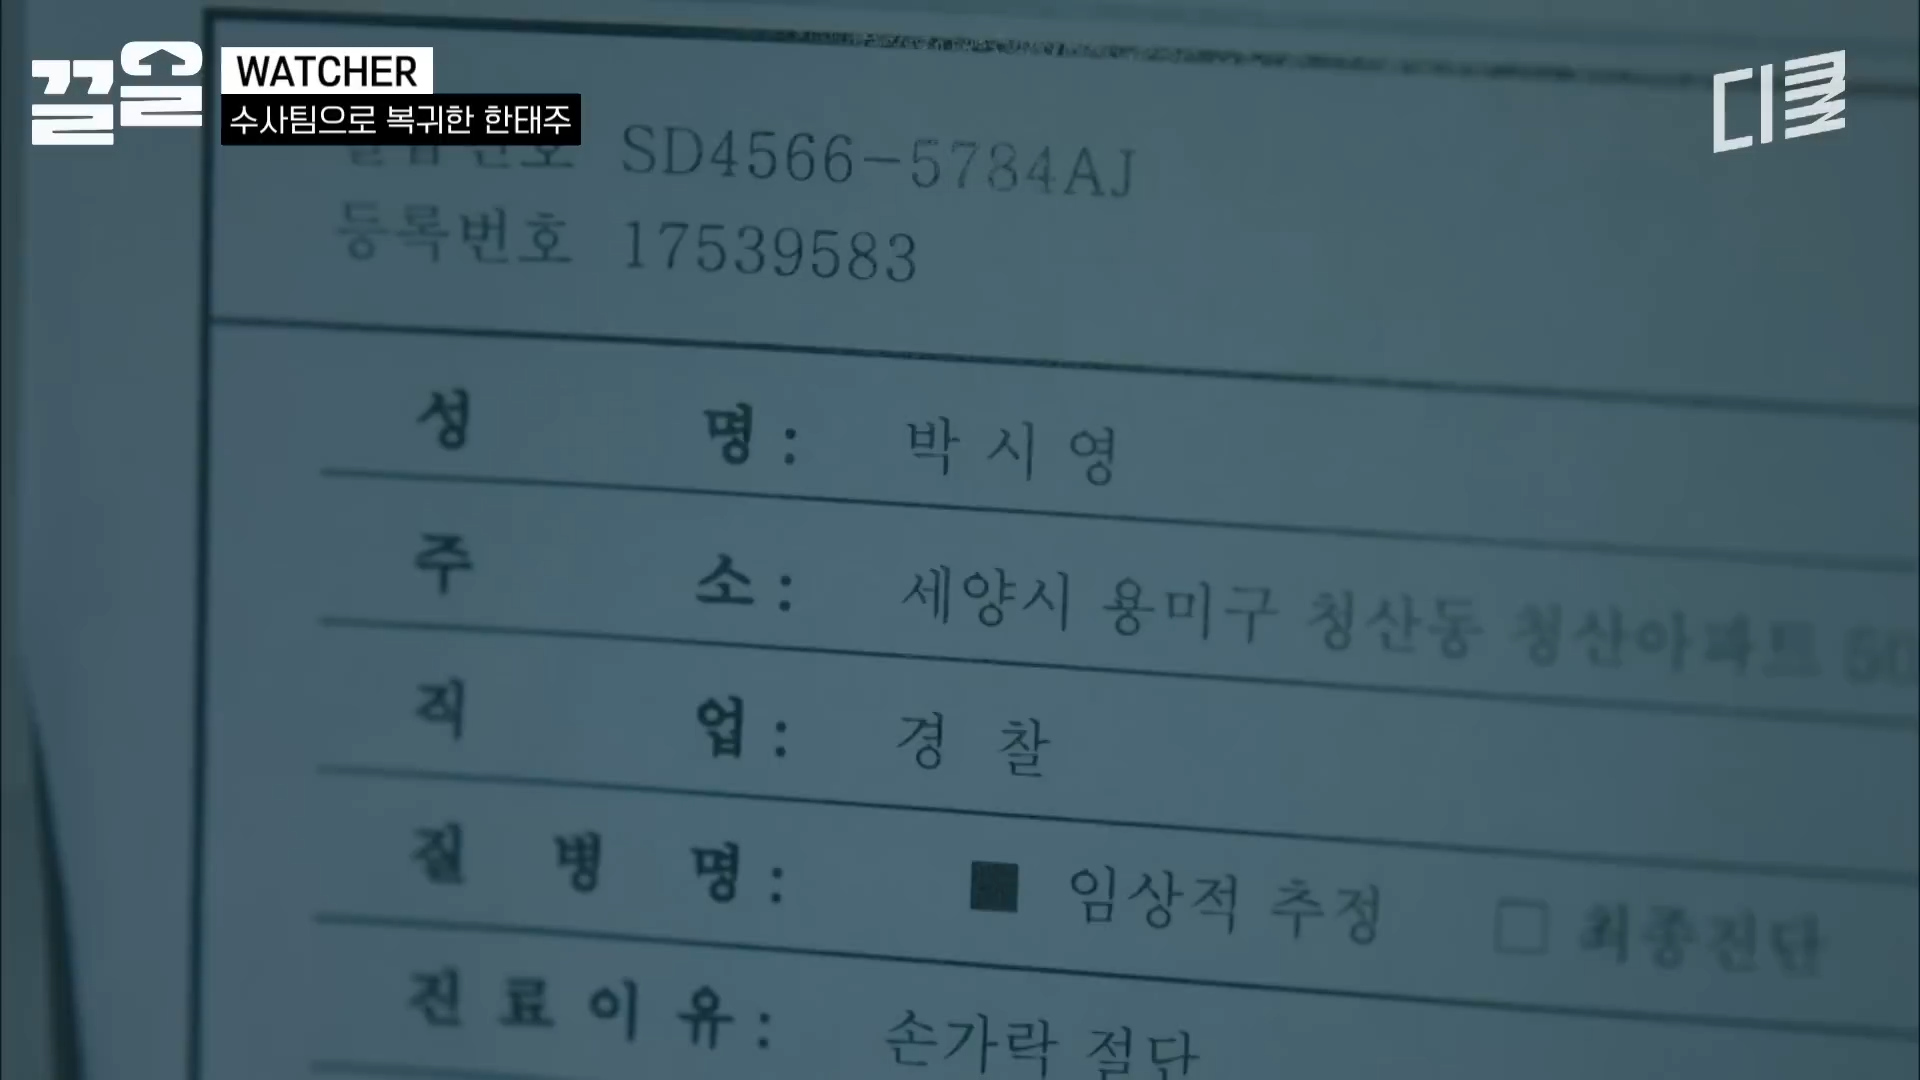 끌올
WATCHER
디글
수사팀으로 복귀한 한태주
SD4566-5784AJ
등록번호 17539583
성 명 : 박 시 영
주 소 : 세양시 용미구 청산동 청산아파트 50
직 업 : 경 찰
질 병 명 : ■ 임상적 추정 □ 최종진단
진 료 이 유 : 손가락 절단